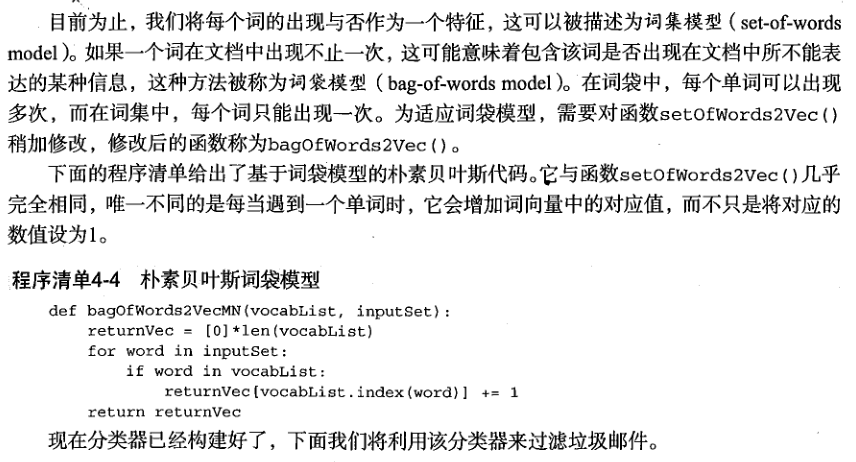 目前为止，我们将每个词的出现与否作为一个特征，这可以被描述为词集模型（set-of-words
model）。如果一个词在文档中出现不止一次，这可能意味着包含该词是否出现在文档中所不能表
达的某种信息，这种方法被称为词袋模型（bag-of-words model）。在词袋中，每个单词可以出现
多次，而在词集中，每个词只能出现一次。为适应词袋模型，需要对函数setOfWords2Vec()
稍加修改，修改后的函数称为bagOfWords2Vec()。
下面的程序清单给出了基于词袋模型的朴素贝叶斯代码。它与函数setOfWords2Vec()几乎
完全相同，唯一不同的是每当遇到一个单词时，它会增加词向量中的对应值，而不只是将对应的
数值设为1。
程序清单4-4 朴素贝叶斯词袋模型
def bagOfWords2VecMN(vocabList, inputSet):
    returnVec = [0]*len(vocabList)
    for word in inputSet:
        if word in vocabList:
            returnVec[vocabList.index(word)] += 1
    return returnVec
现在分类器已经构建好了，下面我们将利用该分类器来过滤垃圾邮件。